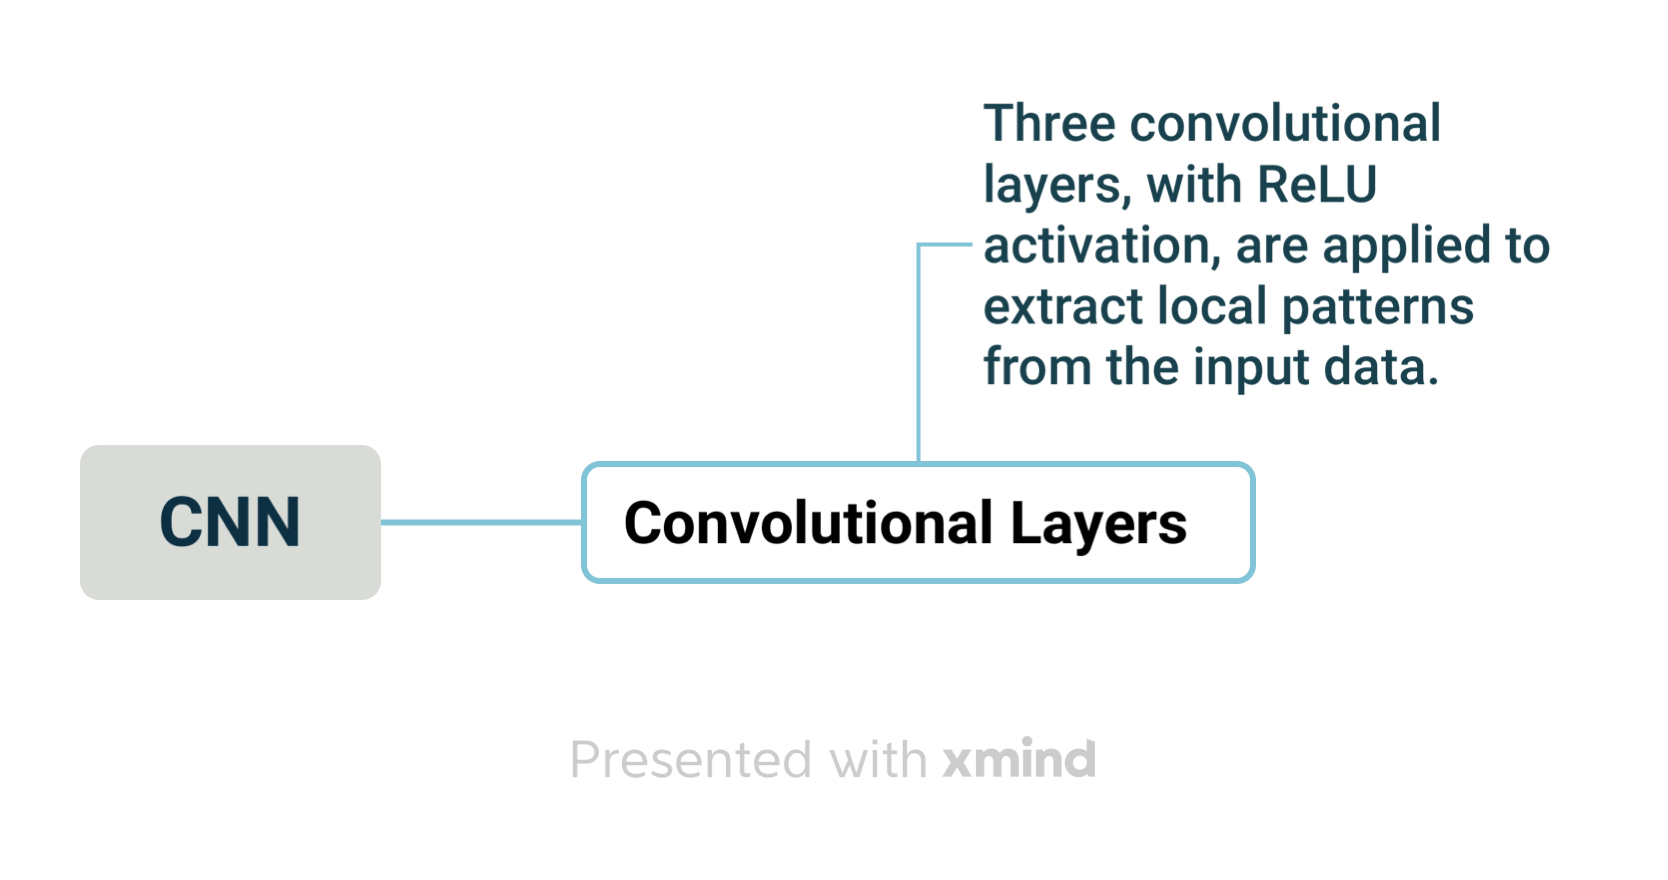 Three convolutional
layers, with ReLU
activation, are applied to
extract local patterns
from the input data.
CNN
Convolutional Layers
Presented with xmind